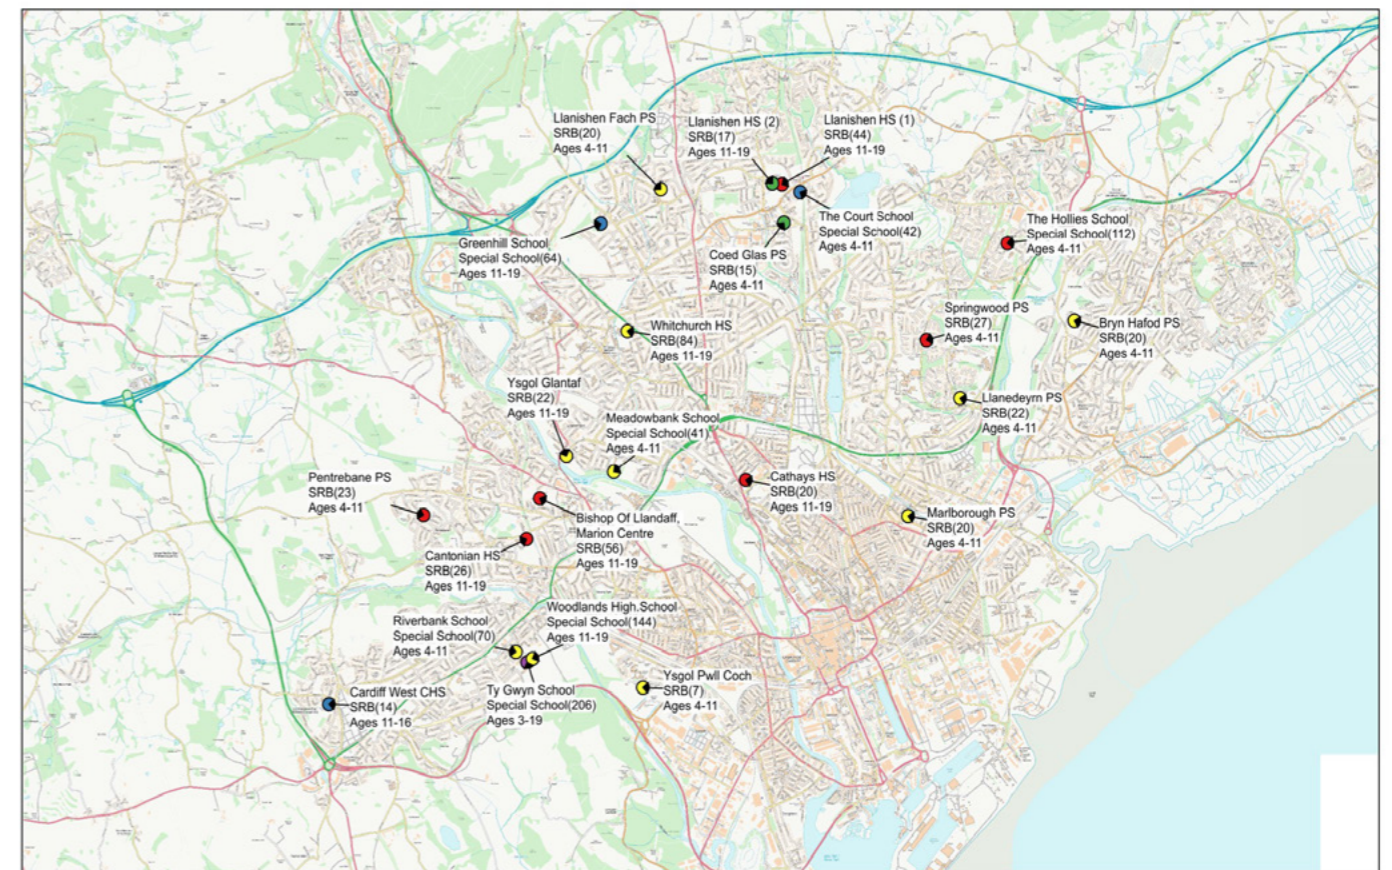 Llanishen Fach PS
SRB(20)
Ages 4-11
Llanishen HS (2)
SRB(17)
Ages 11-19
Llanishen HS (1)
SRB(44)
Ages 11-19
The Court School
Special School(42)
Ages 4-11
The Hollies School
Special School(112)
Ages 4-11
Greenhill School
Special School(64)
Ages 11-19
Coed Glas PS
SRB(15)
Ages 4-11
Springwood PS
SRB(27)
Ages 4-11
Bryn Hafod PS
SRB(20)
Ages 4-11
Whitchurch HS
SRB(84)
Ages 11-19
Ysgol Glantaf
SRB(22)
Ages 11-19
Llanedeyrn PS
SRB(22)
Ages 4-11
Meadowbank School
Special School(41)
Ages 4-11
Pentrebane PS
SRB(23)
Ages 4-11
Cathays HS
SRB(20)
Ages 11-19
Bishop Of Llandaff,
Marion Centre
SRB(56)
Ages 11-19
Marlborough PS
SRB(20)
Ages 4-11
Cantonian HS
SRB(26)
Ages 11-19
Woodlands High.School
Special School(144)
Ages 11-19
Riverbank School
Special School(70)
Ages 4-11
Ysgol Pwll Coch
SRB(7)
Ages 4-11
Cardiff West CHS
SRB(14)
Ages 11-16
Ty Gwyn School
Special School(206)
Ages 3-19